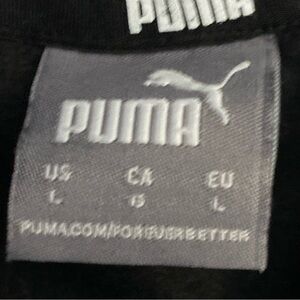 PUMA
PUMA
US CA EU
L G L
PUMA.COM/FOREVERBETTER